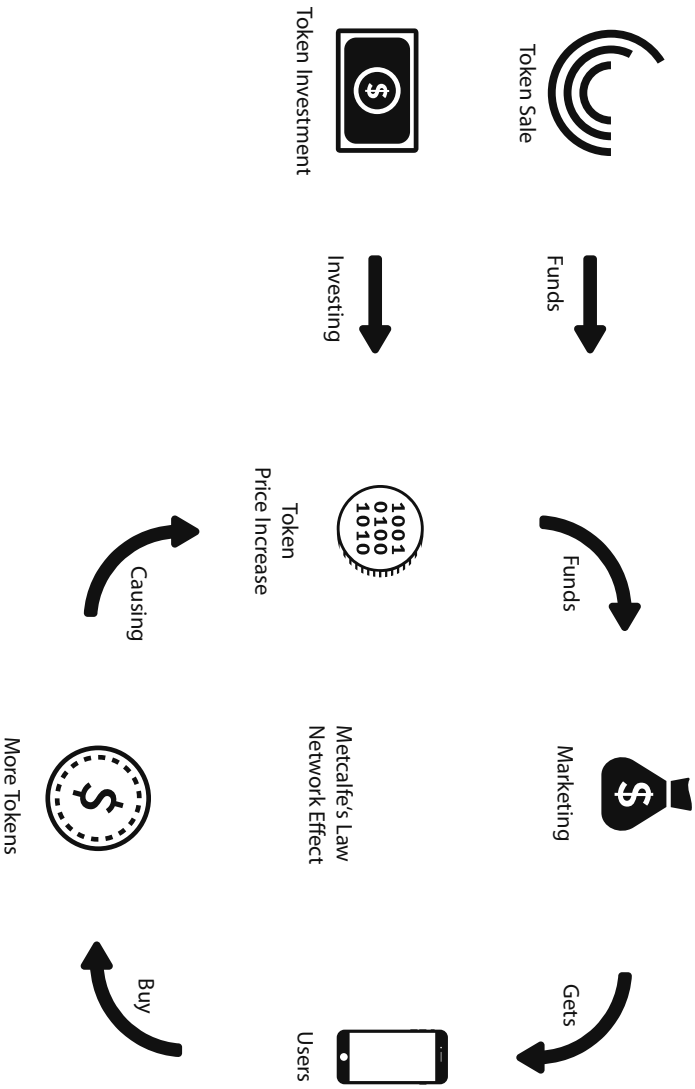 Token Sale
Funds
Funds
Marketing
Gets
Token Investment
Investing
1001
0100
1010
Token
Price Increase
Metcalfe's Law
Network Effect
Users
Causing
Buy
More Tokens